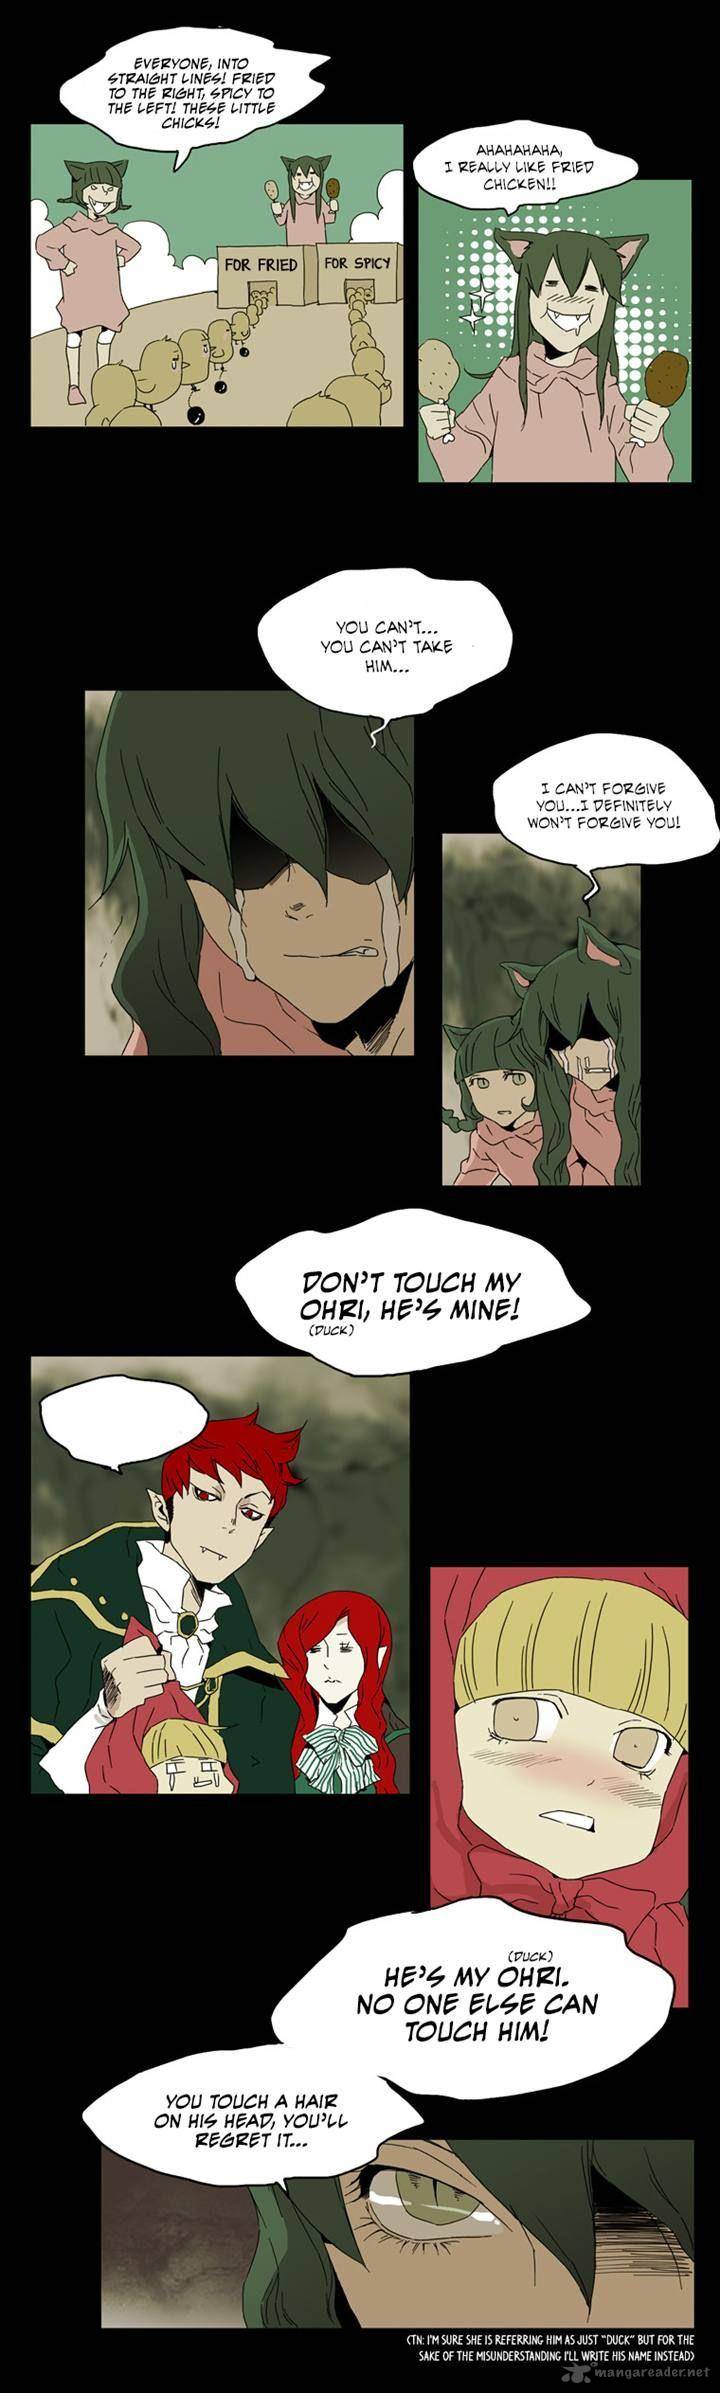 EVERYONE, INTO
STRAIGHT LINES! FRIED
TO THE RIGHT, SPICY TO
THE LEFT! THESE LITTLE
CHICKS!
FOR FRIED
FOR SPICY
AHAHAHAHA,
I REALLY LIKE FRIED
CHICKEN!!
YOU CAN'T...
YOU CAN'T TAKE
HIM...
I CAN'T FORGIVE
YOU...I DEFINITELY
WON'T FORGIVE YOU!
DON'T TOUCH MY
OHRI, HE'S MINE!
(DUCK)
(DUCK)
HE'S MY OHRI.
NO ONE ELSE CAN
TOUCH HIM!
YOU TOUCH A HAIR
ON HIS HEAD, YOU'LL
REGRET IT...
(TN: I'M SURE SHE IS REFERRING HIM AS JUST "DUCK" BUT FOR THE
SAKE OF THE MISUNDERSTANDING I'LL WRITE HIS NAME INSTEAD)
mangareader.net